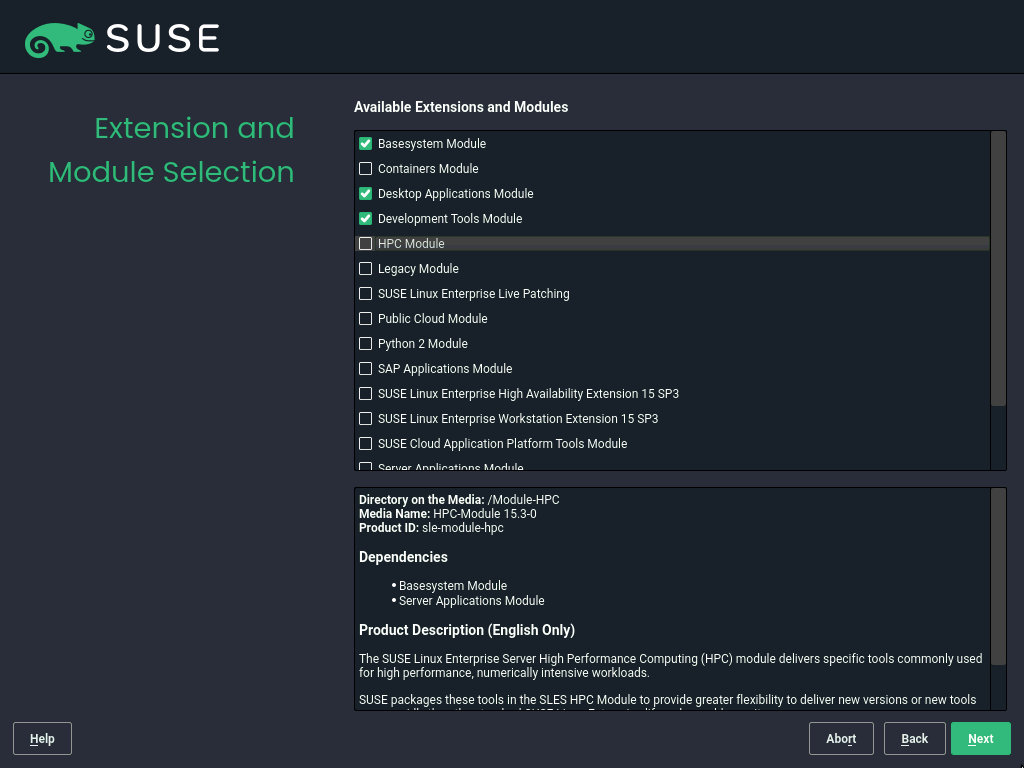 SUSE
Extension and
Module Selection
Available Extensions and Modules
Basesystem Module
Containers Module
Desktop Applications Module
Development Tools Module
HPC Module
Legacy Module
SUSE Linux Enterprise Live Patching
Public Cloud Module
Python 2 Module
SAP Applications Module
SUSE Linux Enterprise High Availability Extension 15 SP3
SUSE Linux Enterprise Workstation Extension 15 SP3
SUSE Cloud Application Platform Tools Module
Server Applications Module
Directory on the Media: /Module-HPC
Media Name: HPC-Module 15.3-0
Product ID: sle-module-hpc
Dependencies
• Basesystem Module
• Server Applications Module
Product Description (English Only)
The SUSE Linux Enterprise Server High Performance Computing (HPC) module delivers specific tools commonly used
for high performance, numerically intensive workloads.
SUSE packages these tools in the SLES HPC Module to provide greater flexibility to deliver new versions or new tools
Help
Abort
Back
Next